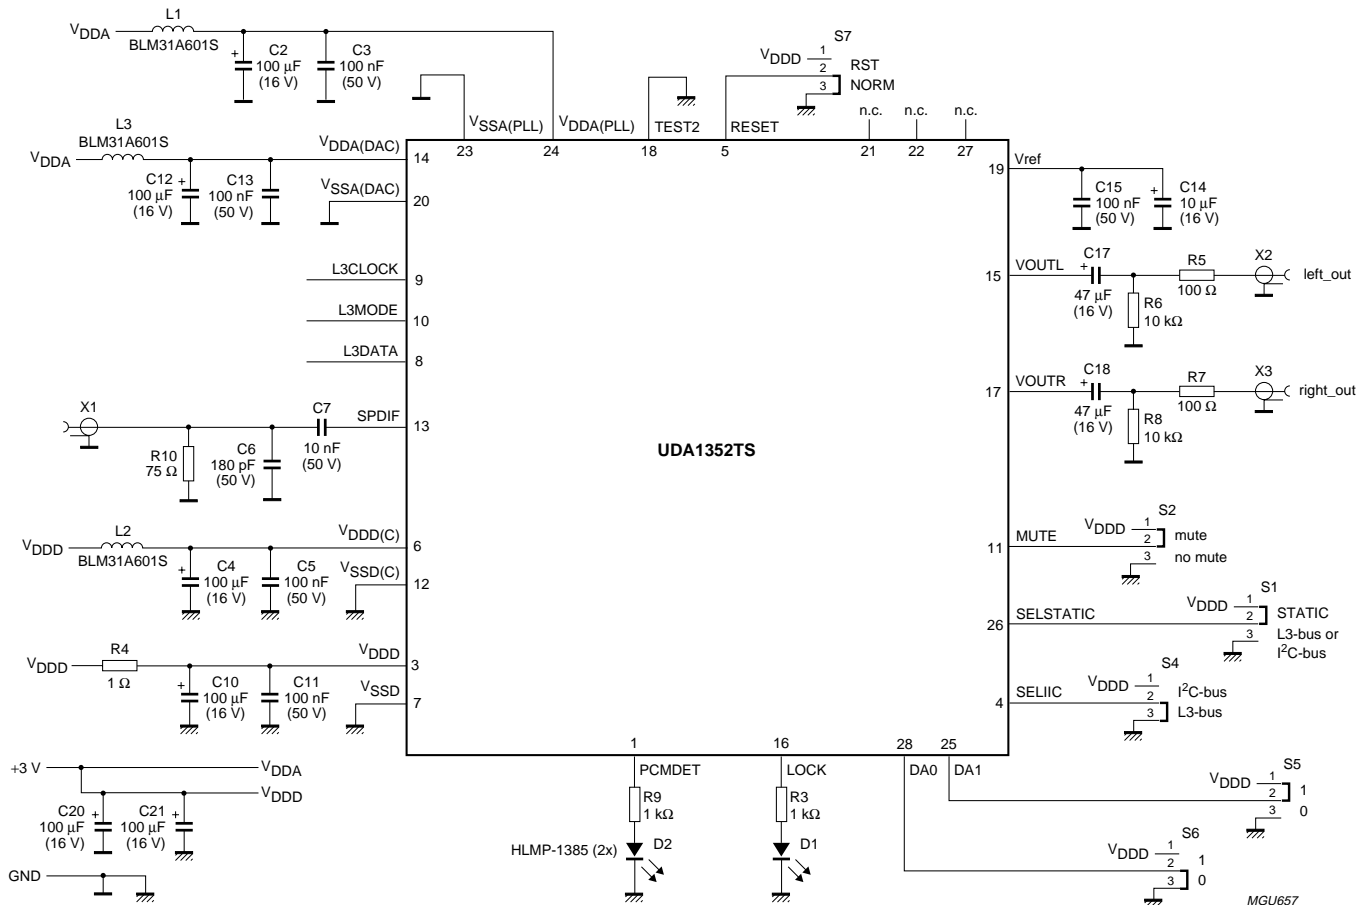 L1
VDDA
BLM31A601S
C2
100 µF
(16 V)
+
C3
100 nF
(50 V)
S7
VDDD
1
2
3
RST
NORM
VSSA(PLL)
VDDA(PLL)
TEST2
RESET
n.c.
n.c.
n.c.
23
24
18
5
21
22
27
L3
BLM31A601S
VDDA
VDDA(DAC)
14
C12
+
100 µF
(16 V)
C13
100 nF
(50 V)
VSSA(DAC)
20
19
Vref
C15
100 nF
(50 V)
C14
+
10 µF
(16 V)
L3CLOCK
9
L3MODE
10
L3DATA
8
15
VOUTL
C17
+
47 µF
(16 V)
R6
10 kΩ
R5
100 Ω
X2
left_out
17
VOUTR
C18
+
47 µF
(16 V)
R8
10 kΩ
R7
100 Ω
X3
right_out
X1
R10
75 Ω
C6
180 pF
(50 V)
C7
10 nF
(50 V)
SPDIF
13
UDA1352TS
L2
VDDD
BLM31A601S
C4
+
100 µF
(16 V)
C5
100 nF
(50 V)
VDDD(C)
6
VSSD(C)
12
11
MUTE
VDDD
S2
1
2
3
mute
no mute
26
SELSTATIC
VDDD
S1
1
2
3
STATIC
L3-bus or
I²C-bus
R4
VDDD
1 Ω
C10
+
100 µF
(16 V)
C11
100 nF
(50 V)
VDDD
3
VSSD
7
4
SELIIC
VDDD
S4
1
2
3
I²C-bus
L3-bus
+3 V
VDDA
VDDD
C20
+
100 µF
(16 V)
C21
+
100 µF
(16 V)
GND
1
PCMDET
R9
1 kΩ
HLMP-1385 (2x)
D2
16
LOCK
R3
1 kΩ
D1
28
DA0
25
DA1
VDDD
S5
1
2
3
1
0
VDDD
S6
1
2
3
1
0
MGU657